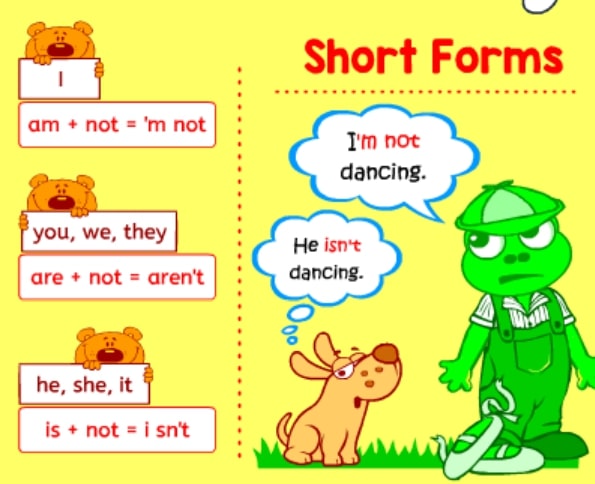 I
am + not = 'm not
you, we, they
are + not = aren't
he, she, it
is + not = i sn't
Short Forms
I'm not
dancing.
He isn't
dancing.